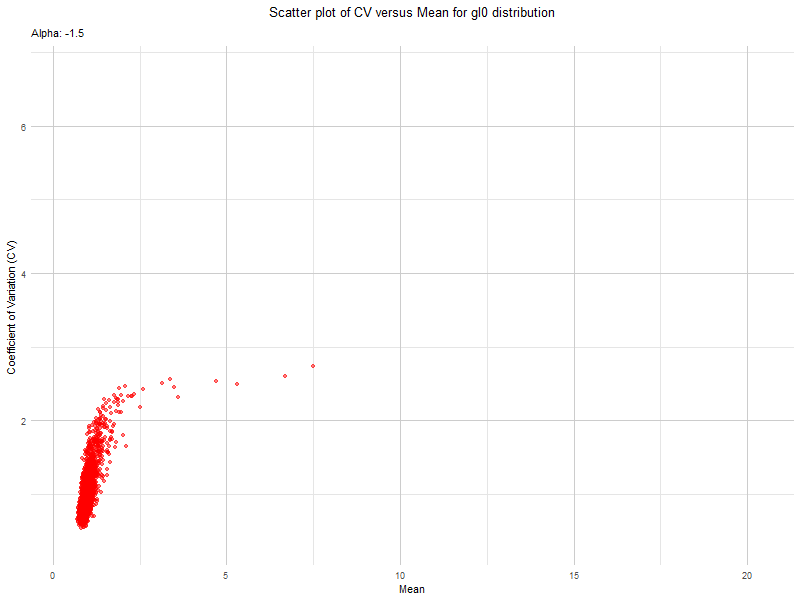 Scatter plot of CV versus Mean for gI0 distribution
Alpha: -1.5
Coefficient of Variation (CV)
6
4
2
0 5 10 15 20
Mean